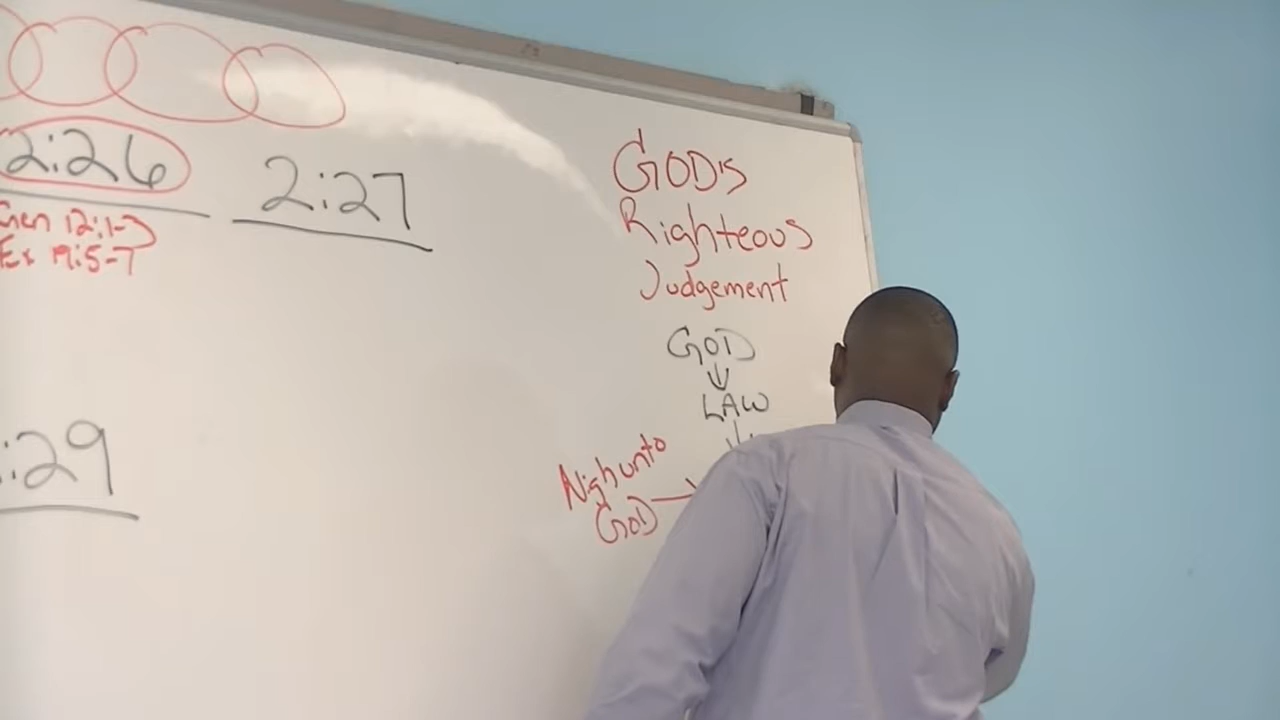 2:26
Gen 12:1-3
Ex 19:5-7
2:27
:29
GOD'S
Righteous
Judgement
GOD
LAW
Nigh unto
GOD